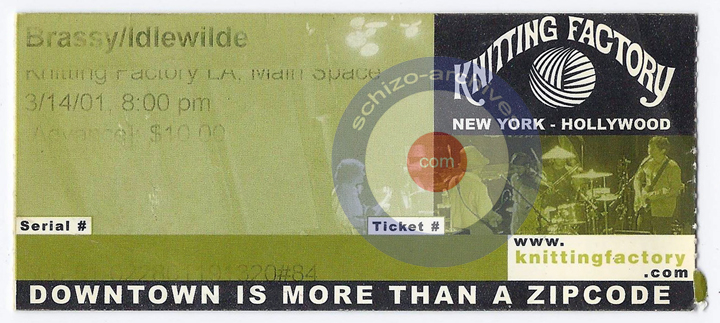 Brassy/Idlewilde
Knitting Factory LA, Main Space
3/14/01, 8:00 pm
Advance: $10.00
KNITTING FACTORY
NEW YORK - HOLLYWOOD
schizo-archives
.com
Serial #
Ticket #
www.
knittingfactory
.com
DOWNTOWN IS MORE THAN A ZIPCODE